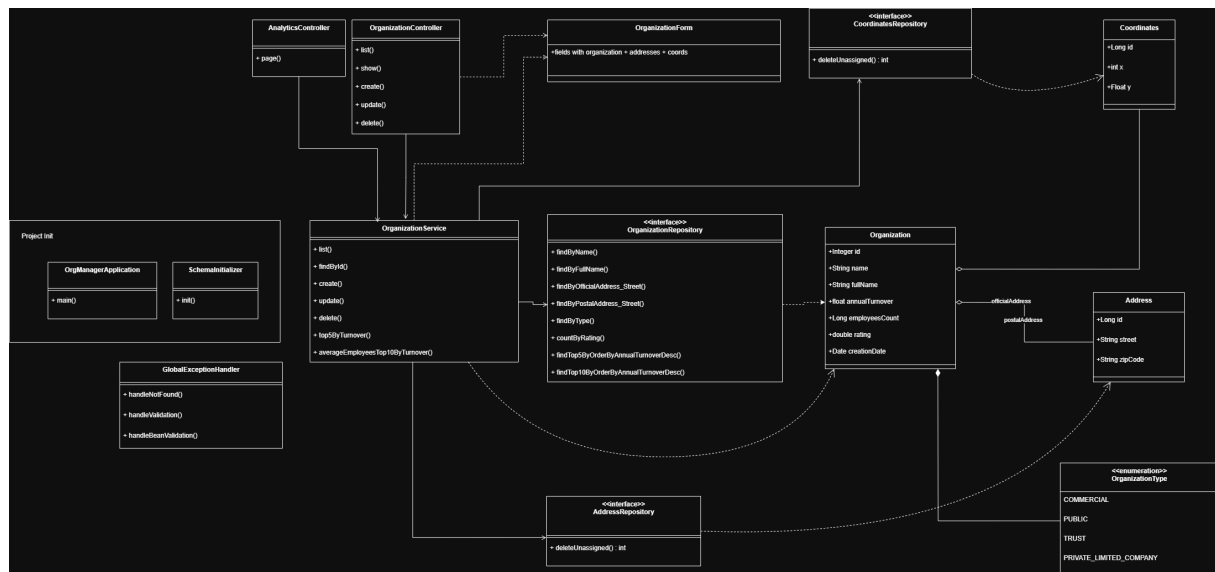 AnalyticsController
+ page()
OrganizationController
+ list()
+ show()
+ create()
+ update()
+ delete()
OrganizationForm
+fields with organization + addresses + coords
<<interface>>
CoordinatesRepository
+ deleteUnassigned() : int
Coordinates
+Long id
+int x
+Float y
Project Init
OrgManagerApplication
+ main()
SchemaInitializer
+ init()
OrganizationService
+ list()
+ findById()
+ create()
+ update()
+ delete()
+ top5ByTurnover()
+ averageEmployeesTop10ByTurnover()
<<interface>>
OrganizationRepository
+ findByName()
+ findByFullName()
+ findByOfficialAddress_Street()
+ findByPostalAddress_Street()
+ findByType()
+ countByRating()
+ findTop5ByOrderByAnnualTurnoverDesc()
+ findTop10ByOrderByAnnualTurnoverDesc()
Organization
+Integer id
+String name
+String fullName
+float annualTurnover
+Long employeesCount
+double rating
+Date creationDate
officialAddress
postalAddress
Address
+Long id
+String street
+String zipCode
GlobalExceptionHandler
+ handleNotFound()
+ handleValidation()
+ handleBeanValidation()
<<interface>>
AddressRepository
+ deleteUnassigned() : int
<<enumeration>>
OrganizationType
COMMERCIAL
PUBLIC
TRUST
PRIVATE_LIMITED_COMPANY